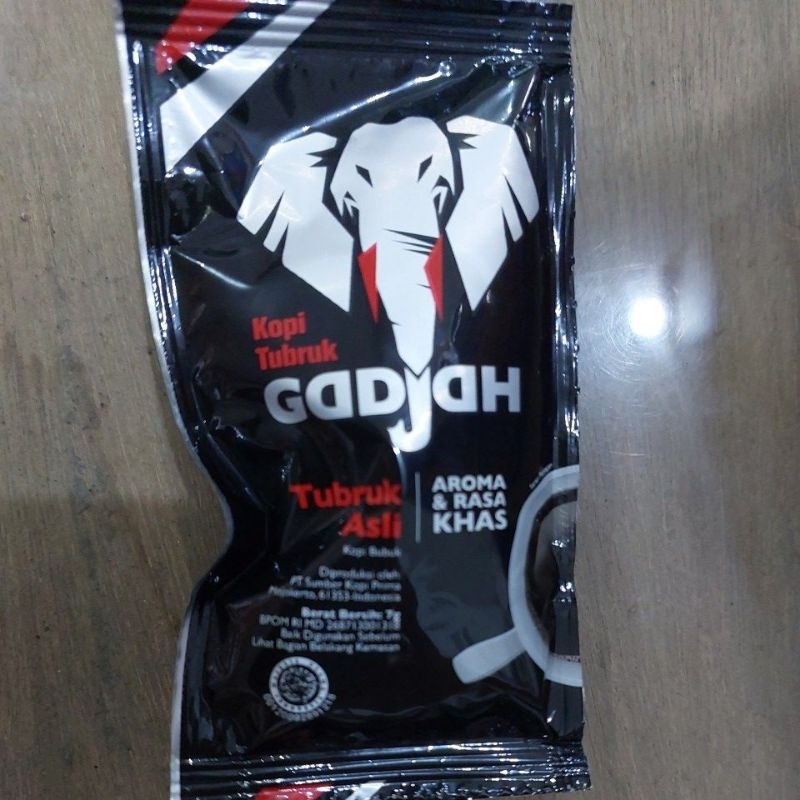 Kopi
Tubruk
GADJAH
Tubruk
Asli
Kopi Bubuk
AROMA
& RASA
KHAS
Diproduksi oleh
PT Sumber Kopi Prima
61353-Indonesia
Berat Bersih: 7g
BPOM RI MD
Baik Digunakan Sebelum
Lihat Bagian Belakang Kemasan